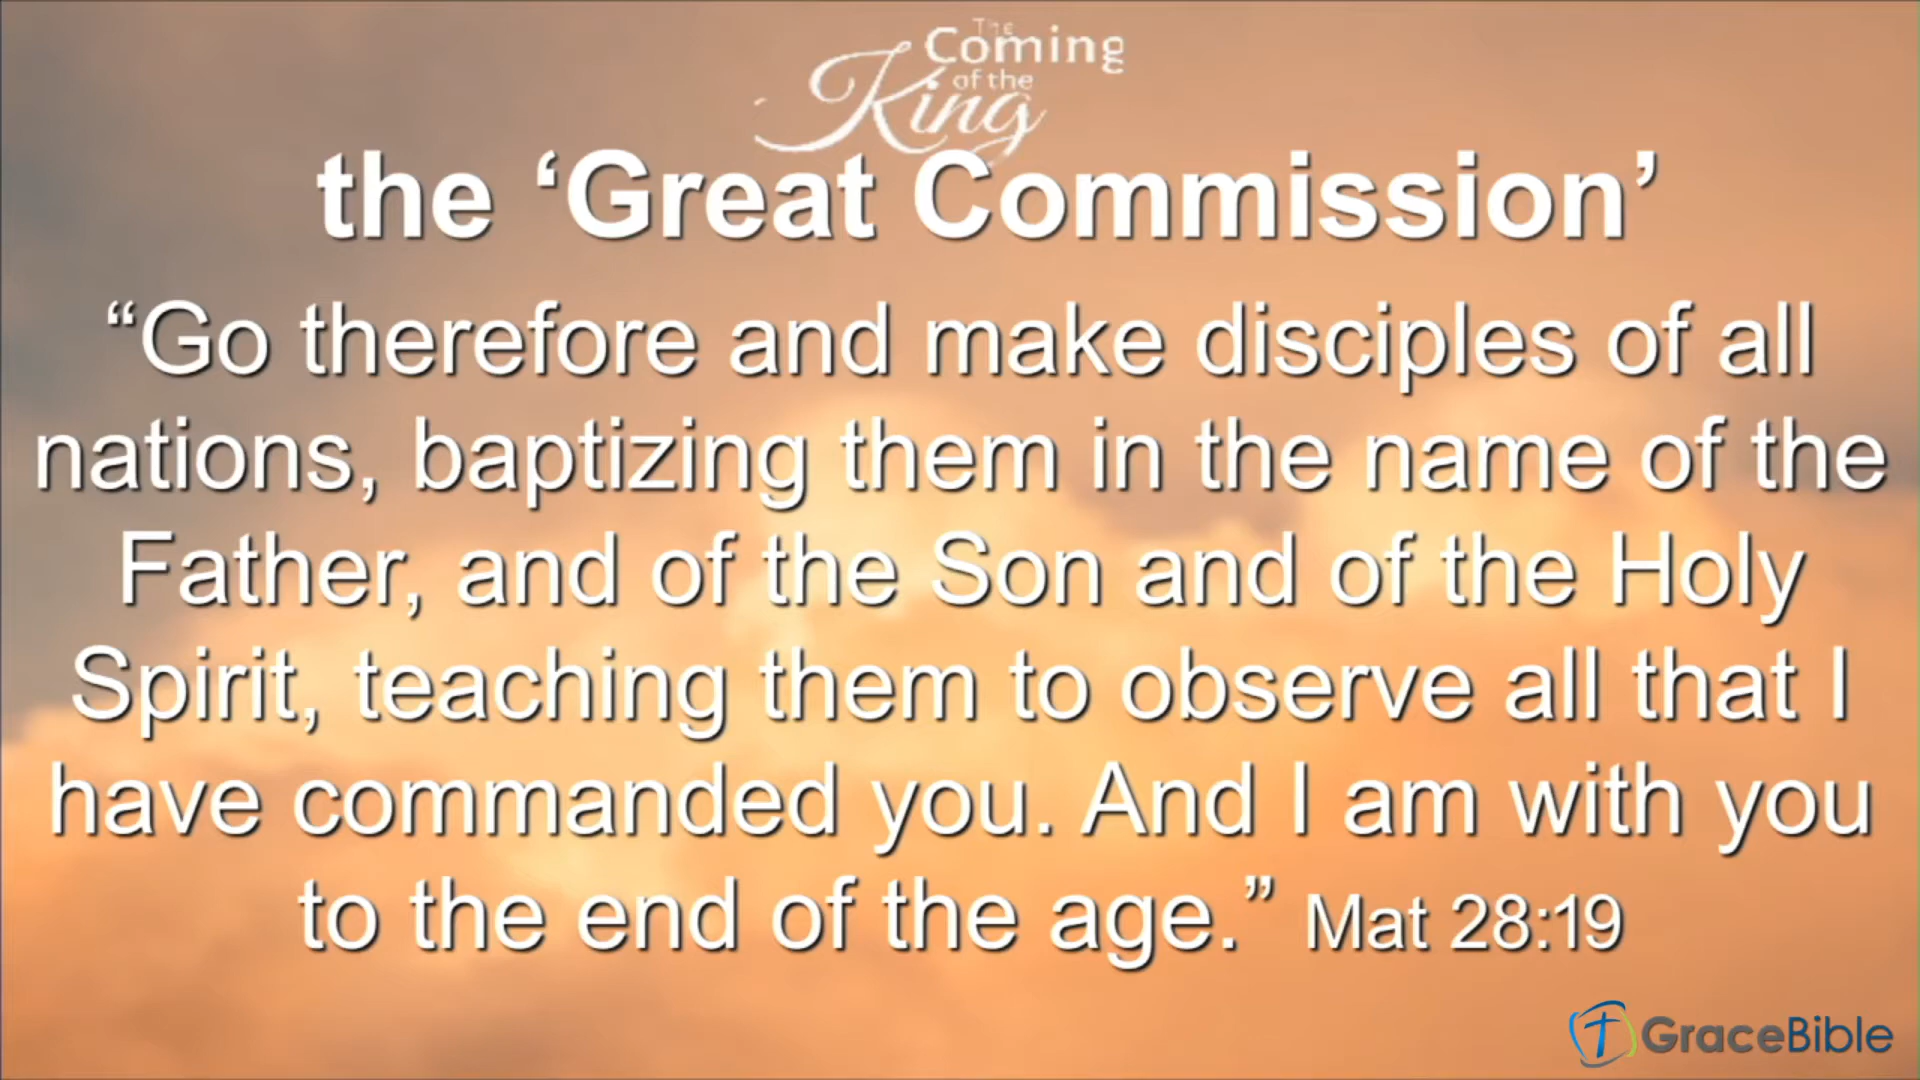 The
Coming
of the
King
the ‘Great Commission’
“Go therefore and make disciples of all
nations, baptizing them in the name of the
Father, and of the Son and of the Holy
Spirit, teaching them to observe all that I
have commanded you. And I am with you
to the end of the age.” Mat 28:19
GraceBible